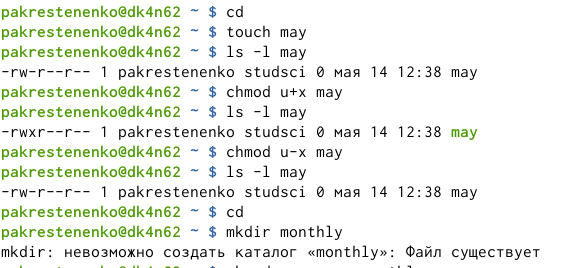 pakrestenenko@dk4n62 ~ $ cd
pakrestenenko@dk4n62 ~ $ touch may
pakrestenenko@dk4n62 ~ $ ls -l may
-rw-r--r-- 1 pakrestenenko studsci 0 мая 14 12:38 may
pakrestenenko@dk4n62 ~ $ chmod u+x may
pakrestenenko@dk4n62 ~ $ ls -l may
-rwxr--r-- 1 pakrestenenko studsci 0 мая 14 12:38 may
pakrestenenko@dk4n62 ~ $ chmod u-x may
pakrestenenko@dk4n62 ~ $ ls -l may
-rw-r--r-- 1 pakrestenenko studsci 0 мая 14 12:38 may
pakrestenenko@dk4n62 ~ $ cd
pakrestenenko@dk4n62 ~ $ mkdir monthly
mkdir: невозможно создать каталог «monthly»: Файл существует